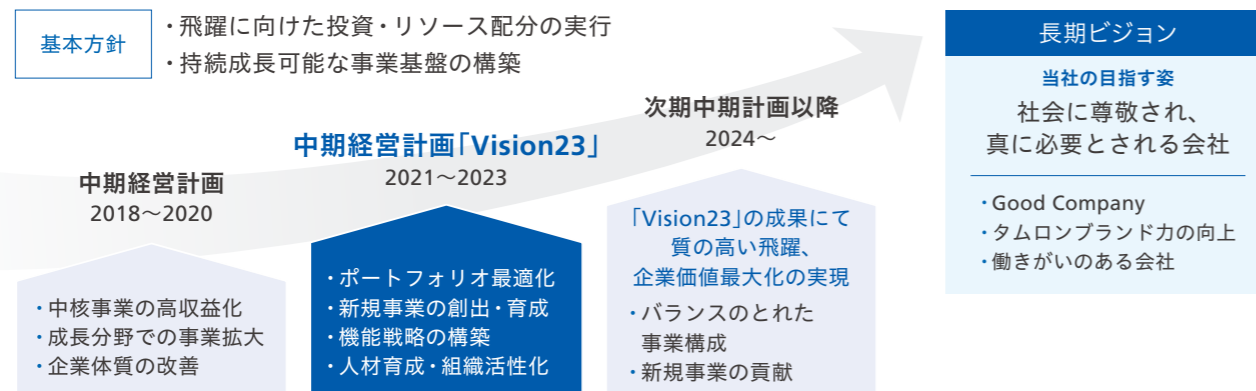 基本方針
・飛躍に向けた投資・リソース配分の実行
・持続成長可能な事業基盤の構築
中期経営計画
2018～2020
・中核事業の高収益化
・成長分野での事業拡大
・企業体質の改善
中期経営計画「Vision23」
2021～2023
・ポートフォリオ最適化
・新規事業の創出・育成
・機能戦略の構築
・人材育成・組織活性化
次期中期計画以降
2024～
「Vision23」の成果にて
質の高い飛躍、
企業価値最大化の実現
・バランスのとれた
事業構成
・新規事業の貢献
長期ビジョン
当社の目指す姿
社会に尊敬され、
真に必要とされる会社
・Good Company
・タムロンブランド力の向上
・働きがいのある会社